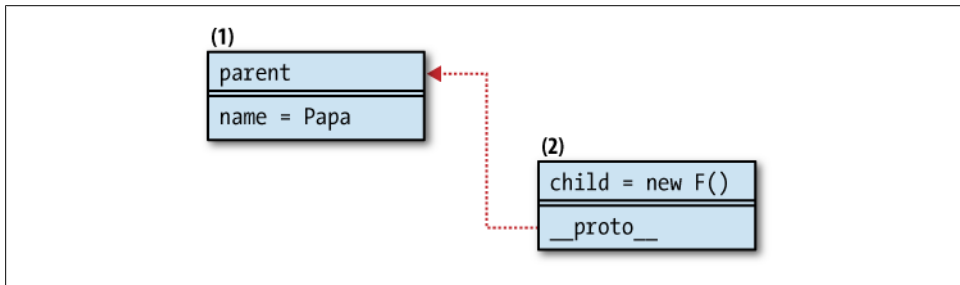 (1)
parent
name = Papa
(2)
child = new F()
__proto__